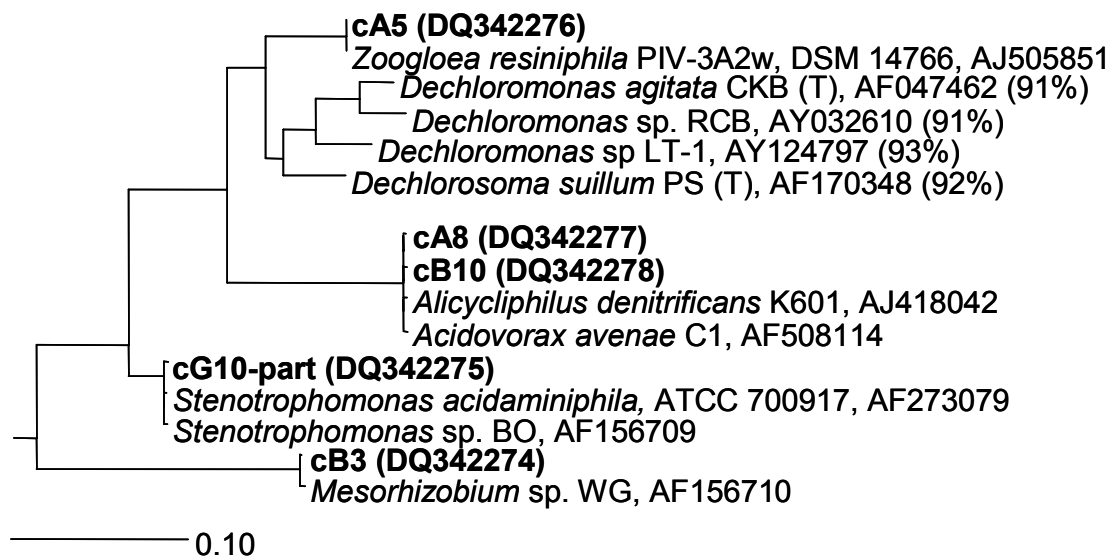 cA5 (DQ342276)
Zoogloea resiniphila PIV-3A2w, DSM 14766, AJ505851
Dechloromonas agitata CKB (T), AF047462 (91%)
Dechloromonas sp. RCB, AY032610 (91%)
Dechloromonas sp LT-1, AY124797 (93%)
Dechlorosoma suillum PS (T), AF170348 (92%)
cA8 (DQ342277)
cB10 (DQ342278)
Alicycliphilus denitrificans K601, AJ418042
Acidovorax avenae C1, AF508114
cG10-part (DQ342275)
Stenotrophomonas acidaminiphila, ATCC 700917, AF273079
Stenotrophomonas sp. BO, AF156709
cB3 (DQ342274)
Mesorhizobium sp. WG, AF156710
0.10